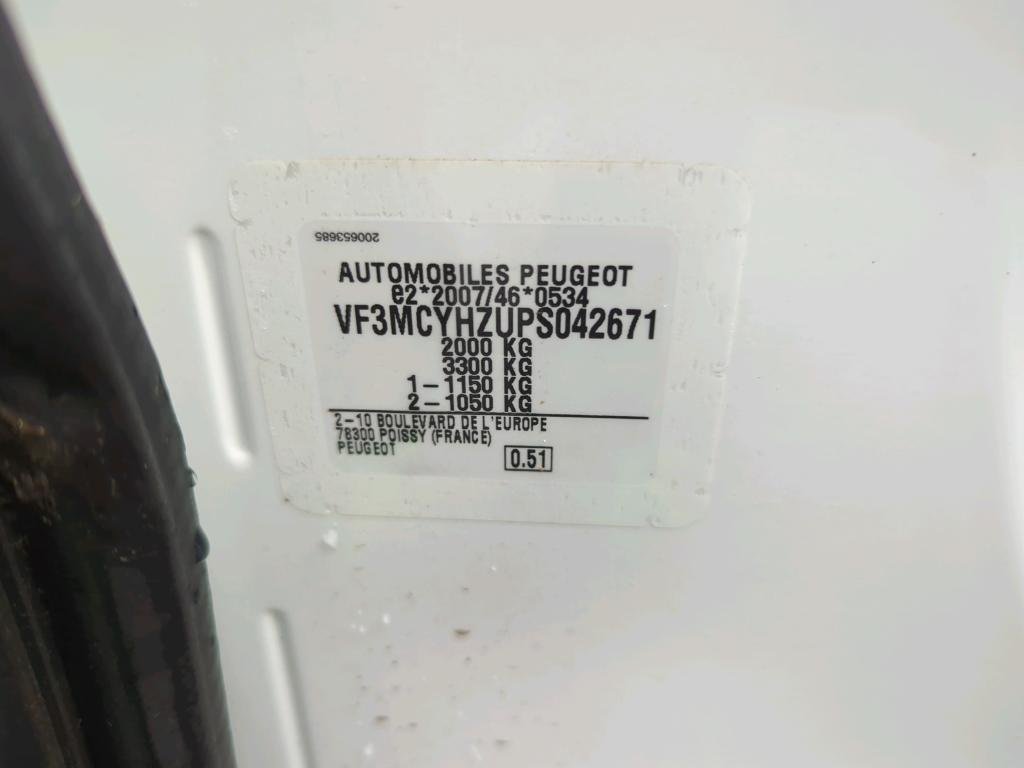 200653685
AUTOMOBILES PEUGEOT
e2*2007/46*0534
VF3MCYHZUPS042671
2000 KG
3300 KG
1-1150 KG
2-1050 KG
2-10 BOULEVARD DE L'EUROPE
78300 POISSY (FRANCE)
PEUGEOT
0.51